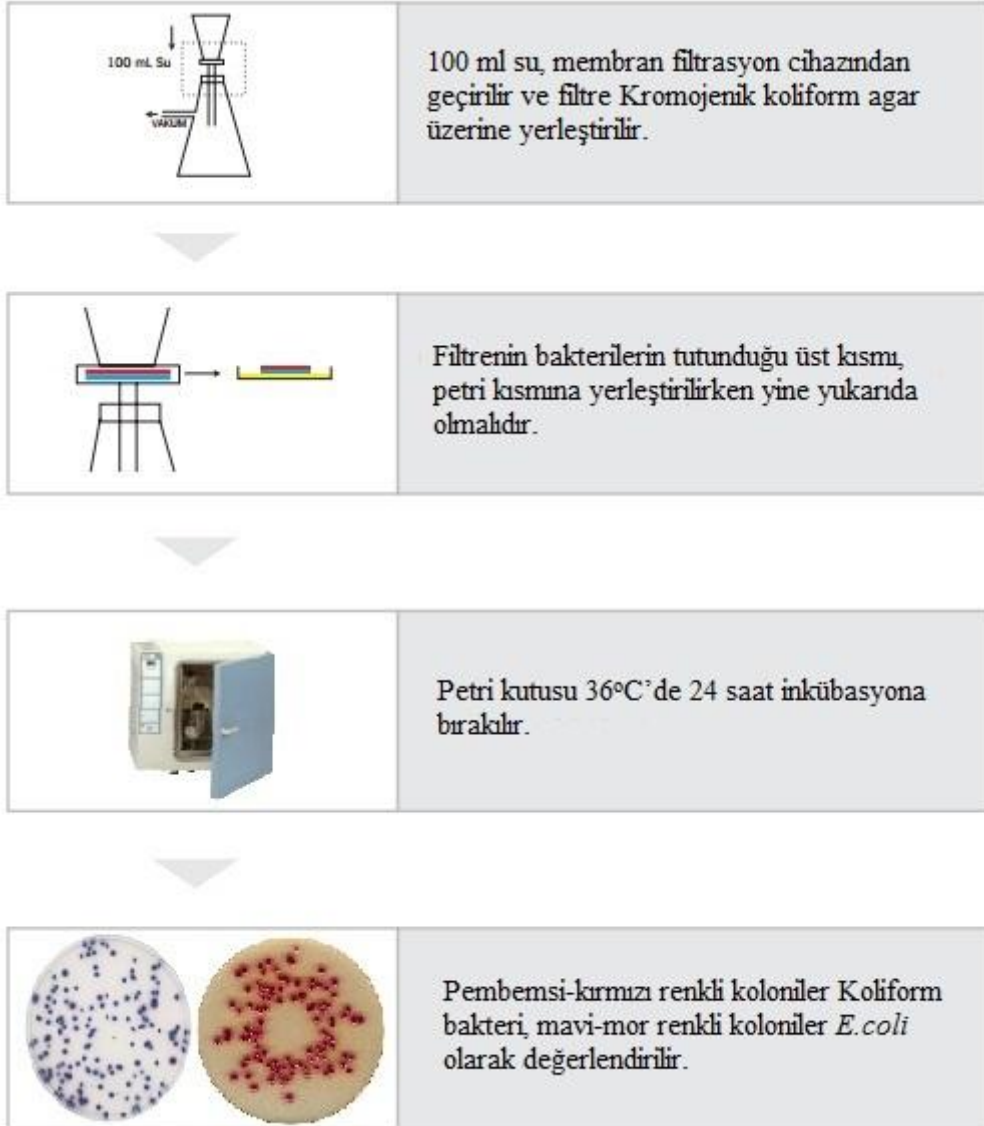 100 mL Su
VAKUM
100 ml su, membran filtrasyon cihazından
geçirilir ve filtre Kromojenik koliform agar
üzerine yerleştirilir.
Filtrenin bakterilerin tutunduğu üst kısmı,
petri kısmına yerleştirilirken yine yukarıda
olmalıdır.
Petri kutusu 36°C'de 24 saat inkübasyona
bırakılır.
Pembemsi-kırmızı renkli koloniler Koliform
bakteri, mavi-mor renkli koloniler E.coli
olarak değerlendirilir.